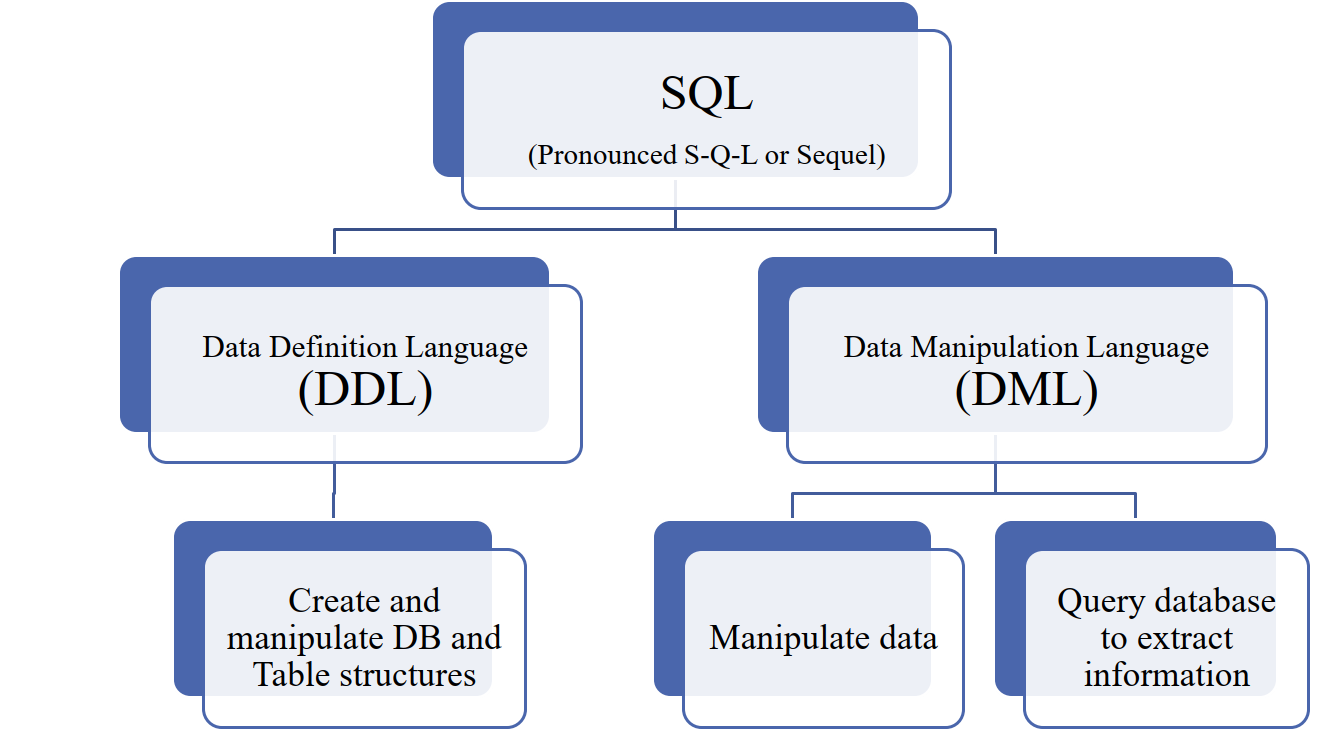 SQL
(Pronounced S-Q-L or Sequel)
Data Definition Language
(DDL)
Data Manipulation Language
(DML)
Create and
manipulate DB and
Table structures
Manipulate data
Query database
to extract
information